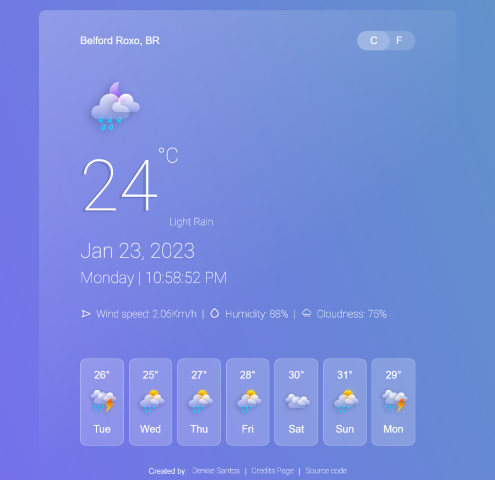 Belford Roxo, BR
C F
24 °C
Light Rain
Jan 23, 2023
Monday | 10:58:52 PM
Wind speed: 2.06Km/h | Humidity: 88% | Cloudness: 75%
26° 25° 27° 28° 30° 31° 29°
Tue Wed Thu Fri Sat Sun Mon
Created by: Denise Santos | Credits Page | Source code